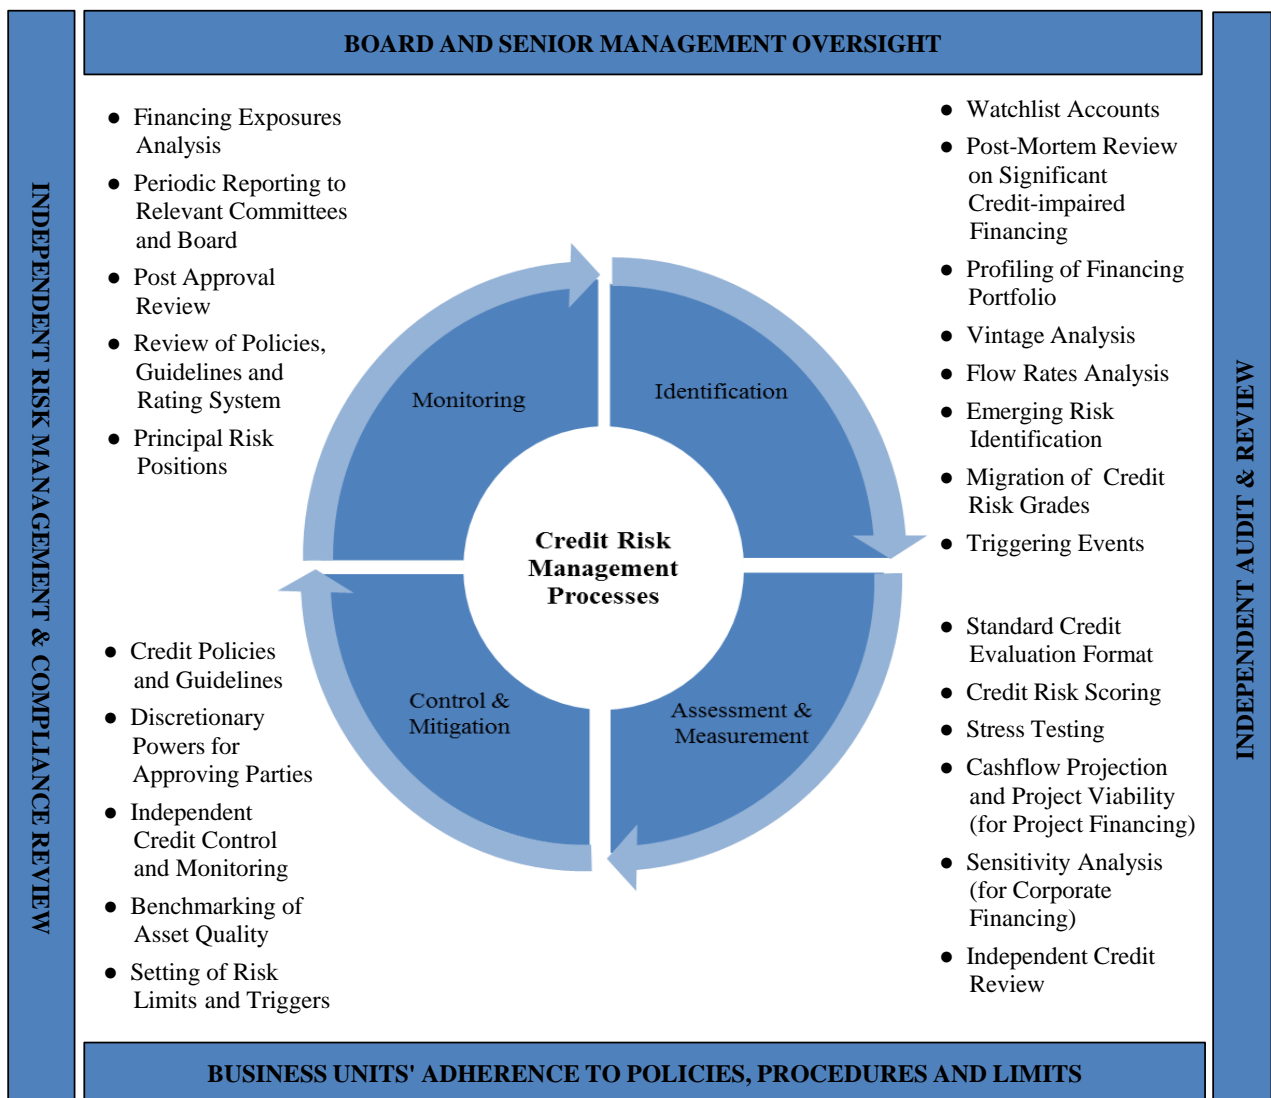 BOARD AND SENIOR MANAGEMENT OVERSIGHT
INDEPENDENT RISK MANAGEMENT & COMPLIANCE REVIEW
● Financing Exposures
Analysis
● Periodic Reporting to
Relevant Committees
and Board
● Post Approval
Review
● Review of Policies,
Guidelines and
Rating System
● Principal Risk
Positions
● Watchlist Accounts
● Post-Mortem Review
on Significant
Credit-impaired
Financing
● Profiling of Financing
Portfolio
● Vintage Analysis
● Flow Rates Analysis
● Emerging Risk
Identification
● Migration of Credit
Risk Grades
● Triggering Events
Monitoring
Identification
Credit Risk
Management
Processes
Control &
Mitigation
Assessment &
Measurement
● Credit Policies
and Guidelines
● Discretionary
Powers for
Approving Parties
● Independent
Credit Control
and Monitoring
● Benchmarking of
Asset Quality
● Setting of Risk
Limits and Triggers
● Standard Credit
Evaluation Format
● Credit Risk Scoring
● Stress Testing
● Cashflow Projection
and Project Viability
(for Project Financing)
● Sensitivity Analysis
(for Corporate
Financing)
● Independent Credit
Review
INDEPENDENT AUDIT & REVIEW
BUSINESS UNITS' ADHERENCE TO POLICIES, PROCEDURES AND LIMITS